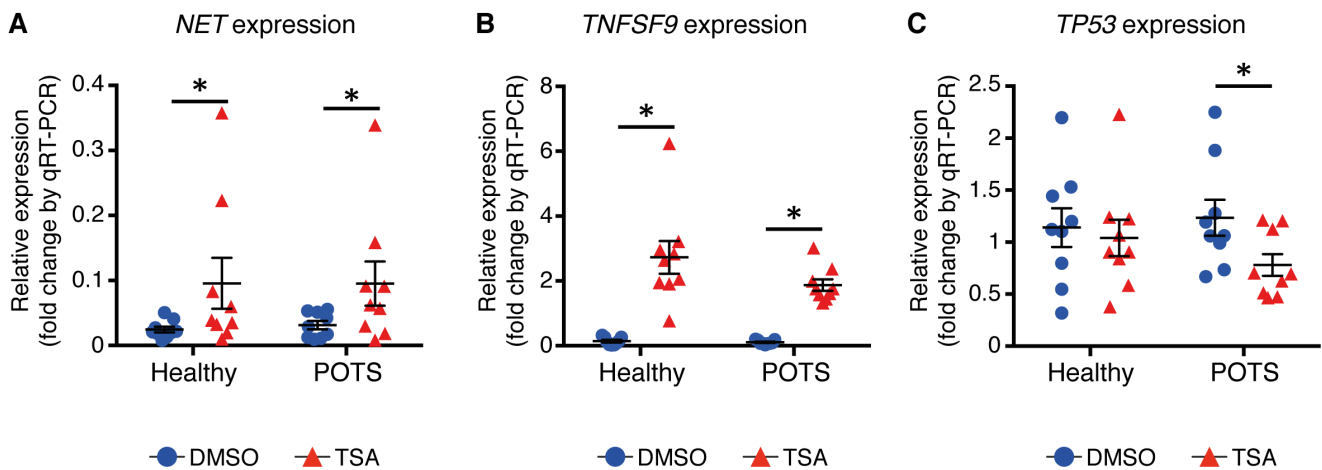 A
NET expression
Relative expression
(fold change by qRT-PCR)
0.4
0.3
0.2
0.1
0
*
*
Healthy
POTS
DMSO
TSA
B
TNFSF9 expression
Relative expression
(fold change by qRT-PCR)
8
6
4
2
0
*
*
Healthy
POTS
DMSO
TSA
C
TP53 expression
Relative expression
(fold change by qRT-PCR)
2.5
2
1.5
1
0.5
0
*
Healthy
POTS
DMSO
TSA